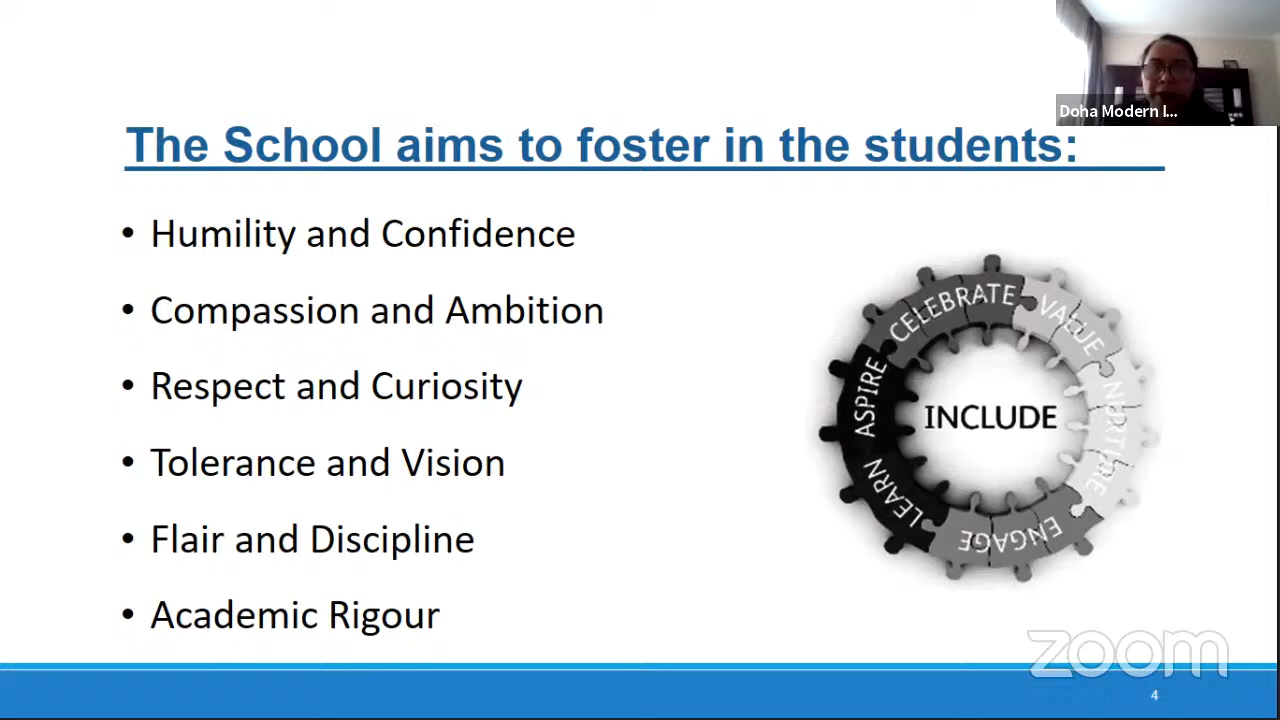 Doha Modern I...
The School aims to foster in the students:
• Humility and Confidence
• Compassion and Ambition
• Respect and Curiosity
• Tolerance and Vision
• Flair and Discipline
• Academic Rigour
CELEBRATE
VALUE
NURTURE
ENGAGE
LEARN
ASPIRE
INCLUDE
zoom
4